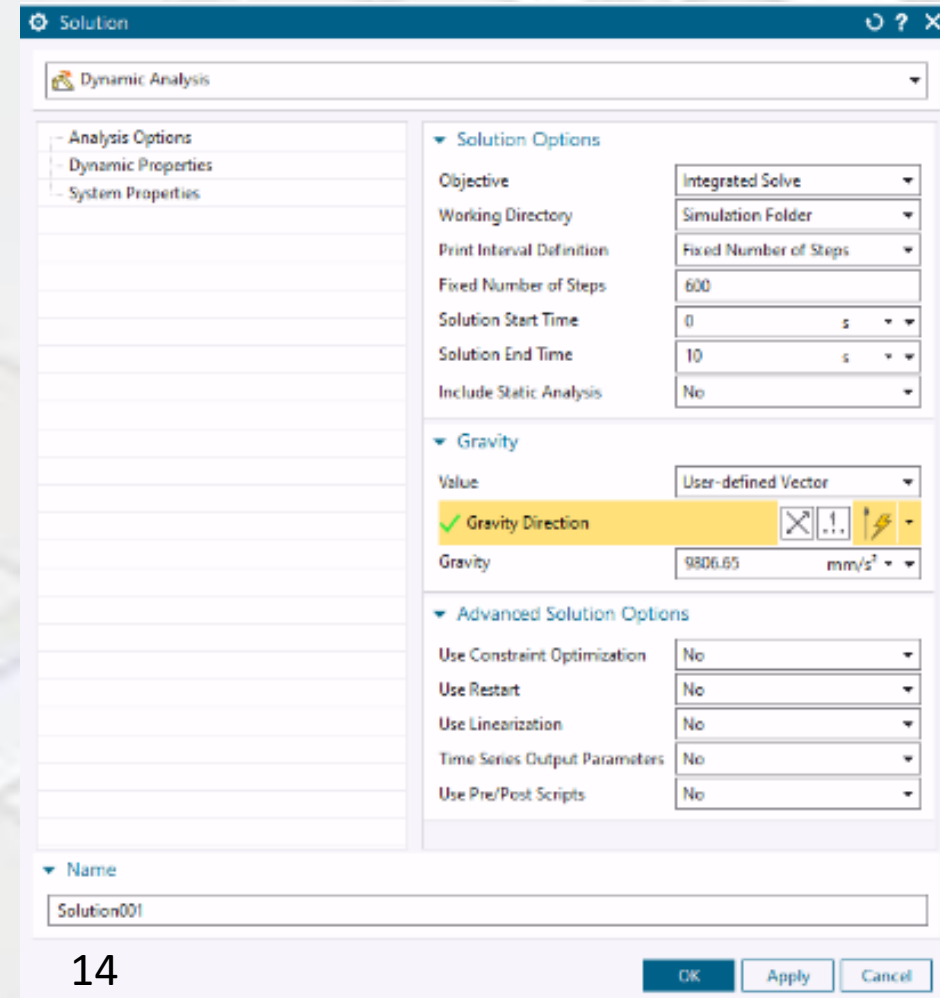 Solution
Dynamic Analysis
Analysis Options
Dynamic Properties
System Properties
Solution Options
Objective Integrated Solve
Working Directory Simulation Folder
Print Interval Definition Fixed Number of Steps
Fixed Number of Steps 600
Solution Start Time 0 s
Solution End Time 10 s
Include Static Analysis No
Gravity
Value User-defined Vector
Gravity Direction
Gravity 9806.65 mm/s²
Advanced Solution Options
Use Constraint Optimization No
Use Restart No
Use Linearization No
Time Series Output Parameters No
Use Pre/Post Scripts No
Name
Solution001
14
OK Apply Cancel